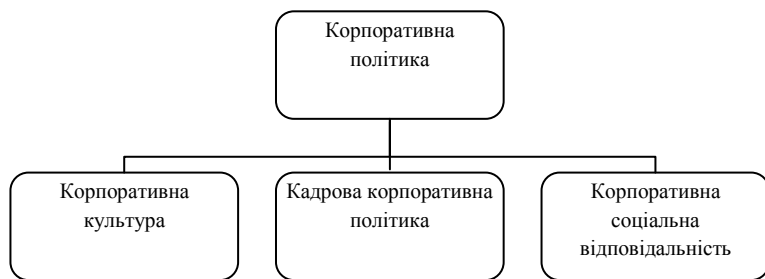 Корпоративна
політика
Корпоративна
культура
Кадрова корпоративна
політика
Корпоративна
соціальна
відповідальність